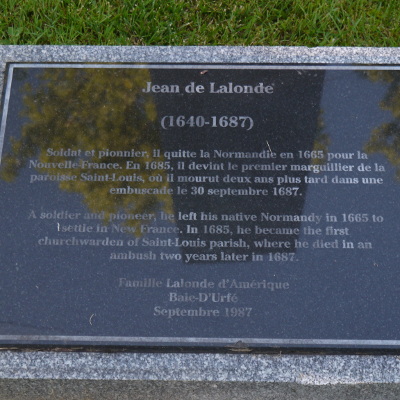 Jean de Lalonde
(1640-1687)
Soldat et pionnier, il quitte la Normandie en 1665 pour la
Nouvelle-France. En 1685, il devint le premier marguillier de la
paroisse Saint-Louis, où il mourut deux ans plus tard dans une
embuscade le 30 septembre 1687.
A soldier and pioneer, he left his native Normandy in 1665 to
settle in New France. In 1685, he became the first
churchwarden of Saint-Louis parish, where he died in an
ambush two years later in 1687.
Famille Lalonde d'Amérique
Baie-D'Urfé
Septembre 1987